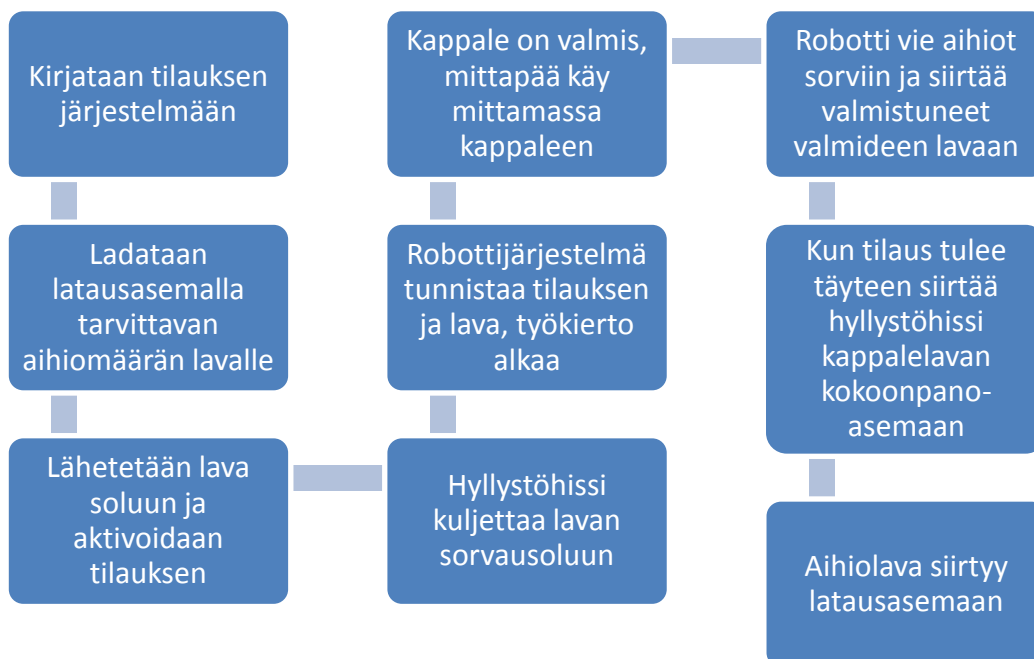 Kirjataan tilauksen
järjestelmään
Ladataan
latausasemalla
tarvittavan
aihiomäärän lavalle
Lähetetään lava
soluun ja
aktivoidaan
tilauksen
Hyllystöhissi
kuljettaa lavan
sorvausoluun
Robottijärjestelmä
tunnistaa tilauksen
ja lava, työkierto
alkaa
Kappale on valmis,
mittapää käy
mittamassa
kappaleen
Robotti vie aihiot
sorviin ja siirtää
valmistuneet
valmideen lavaan
Kun tilaus tulee
täyteen siirtää
hyllystöhissi
kappalelavan
kokoonpano-
asemaan
Aihiolava siirtyy
latausasemaan